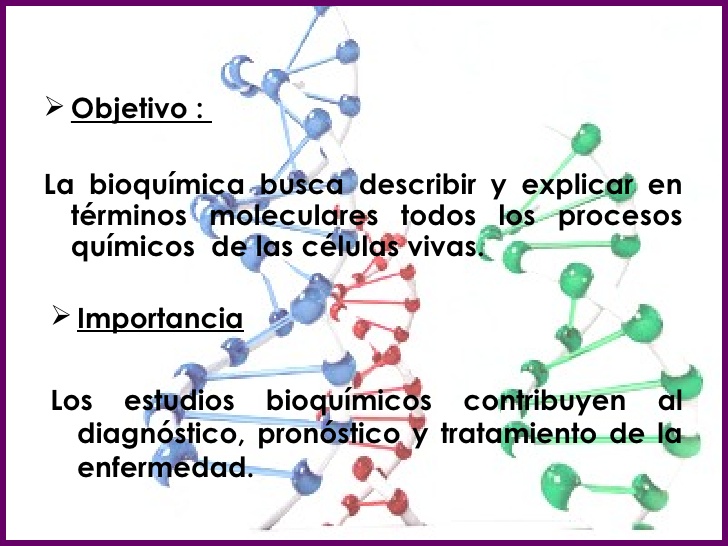 Objetivo :
La bioquímica busca describir y explicar en
términos moleculares todos los procesos
químicos de las células vivas.
Importancia
Los estudios bioquímicos contribuyen al
diagnóstico, pronóstico y tratamiento de la
enfermedad.